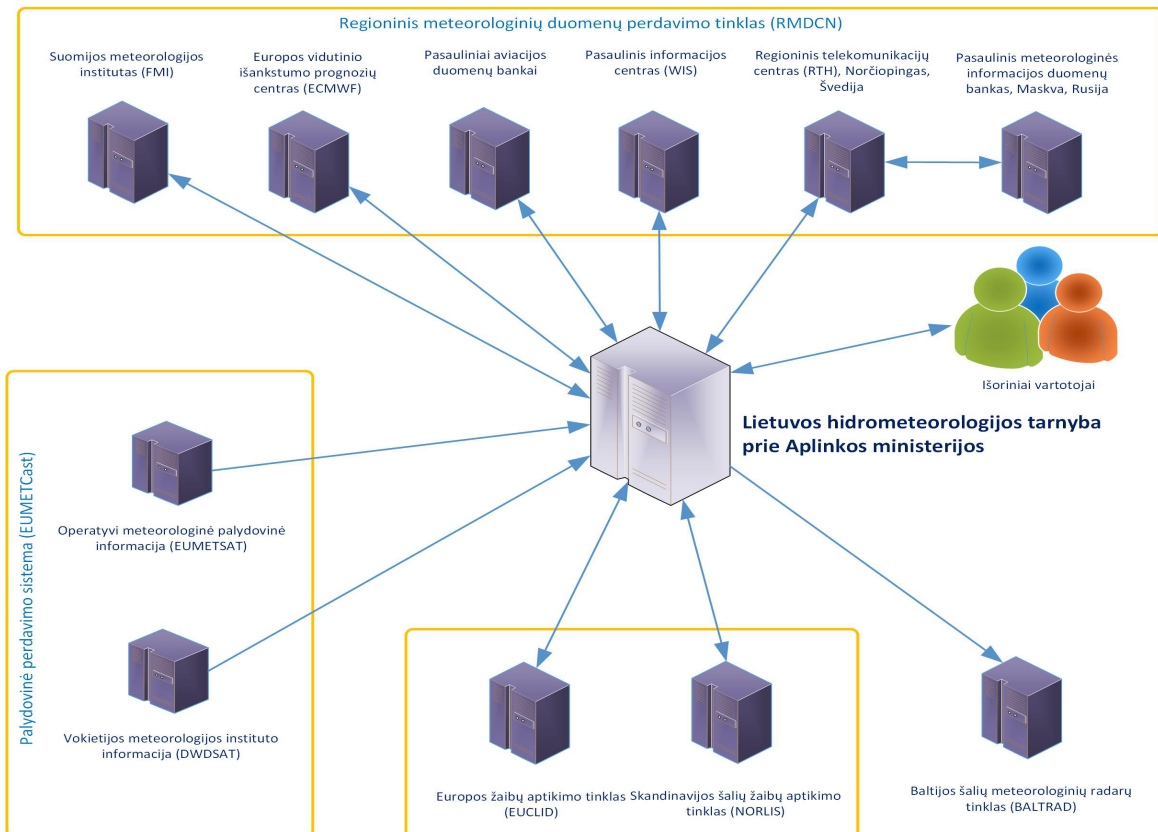 Regioninis meteorologinių duomenų perdavimo tinklas (RMDCN)
Suomijos meteorologijos
institutas (FMI)
Europos vidutinio
išankstumo prognozių
centras (ECMWF)
Pasauliniai aviacijos
duomenų bankai
Pasaulinis informacijos
centras (WIS)
Regioninis telekomunikacijų
centras (RTH), Norčiopingas,
Švedija
Pasaulinis meteorologinės
informacijos duomenų
bankas, Maskva, Rusija
Išoriniai vartotojai
Lietuvos hidrometeorologijos tarnyba
prie Aplinkos ministerijos
Palydovinė perdavimo sistema (EUMETCast)
Operatyvi meteorologinė palydovinė
informacija (EUMETSAT)
Vokietijos meteorologijos instituto
informacija (DWDSAT)
Europos žaibų aptikimo tinklas
(EUCLID)
Skandinavijos šalių žaibų aptikimo
tinklas (NORLIS)
Baltijos šalių meteorologinių radarų
tinklas (BALTRAD)